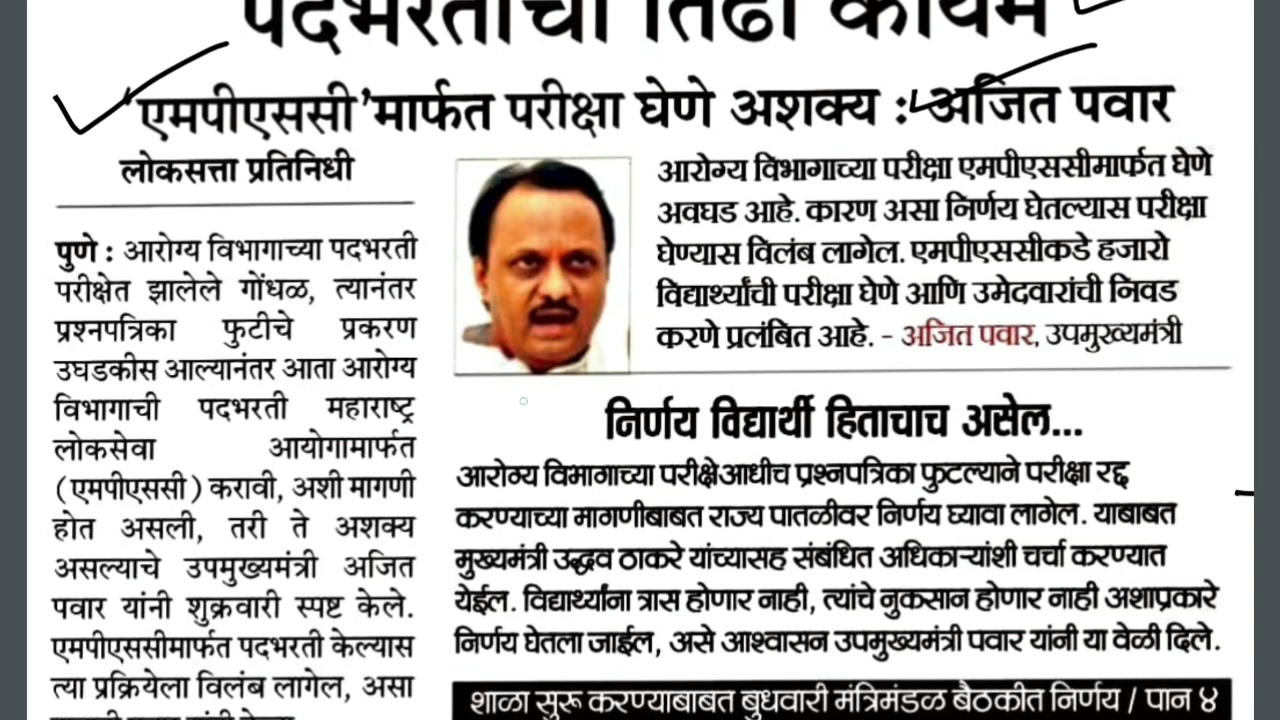 पदभरतीचा तिढा कायम
‘एमपीएससी’मार्फत परीक्षा घेणे अशक्य : अजित पवार
लोकसत्ता प्रतिनिधी
पुणे : आरोग्य विभागाच्या पदभरती
परीक्षेत झालेले गोंधळ, त्यानंतर
प्रश्नपत्रिका फुटीचे प्रकरण
उघडकीस आल्यानंतर आता आरोग्य
विभागाची पदभरती महाराष्ट्र
लोकसेवा आयोगामार्फत
(एमपीएससी) करावी, अशी मागणी
होत असली, तरी ते अशक्य
असल्याचे उपमुख्यमंत्री अजित
पवार यांनी शुक्रवारी स्पष्ट केले.
एमपीएससीमार्फत पदभरती केल्यास
त्या प्रक्रियेला विलंब लागेल, असा
आरोग्य विभागाच्या परीक्षा एमपीएससीमार्फत घेणे
अवघड आहे. कारण असा निर्णय घेतल्यास परीक्षा
घेण्यास विलंब लागेल. एमपीएससीकडे हजारो
विद्यार्थ्यांची परीक्षा घेणे आणि उमेदवारांची निवड
करणे प्रलंबित आहे. - अजित पवार, उपमुख्यमंत्री
निर्णय विद्यार्थी हिताचाच असेल...
आरोग्य विभागाच्या परीक्षेआधीच प्रश्नपत्रिका फुटल्याने परीक्षा रद्द
करण्याच्या मागणीबाबत राज्य पातळीवर निर्णय घ्यावा लागेल. याबाबत
मुख्यमंत्री उद्धव ठाकरे यांच्यासह संबंधित अधिकाऱ्यांशी चर्चा करण्यात
येईल. विद्यार्थ्यांना त्रास होणार नाही, त्यांचे नुकसान होणार नाही अशाप्रकारे
निर्णय घेतला जाईल, असे आश्वासन उपमुख्यमंत्री पवार यांनी या वेळी दिले.
शाळा सुरू करण्याबाबत बुधवारी मंत्रिमंडळ बैठकीत निर्णय / पान ४